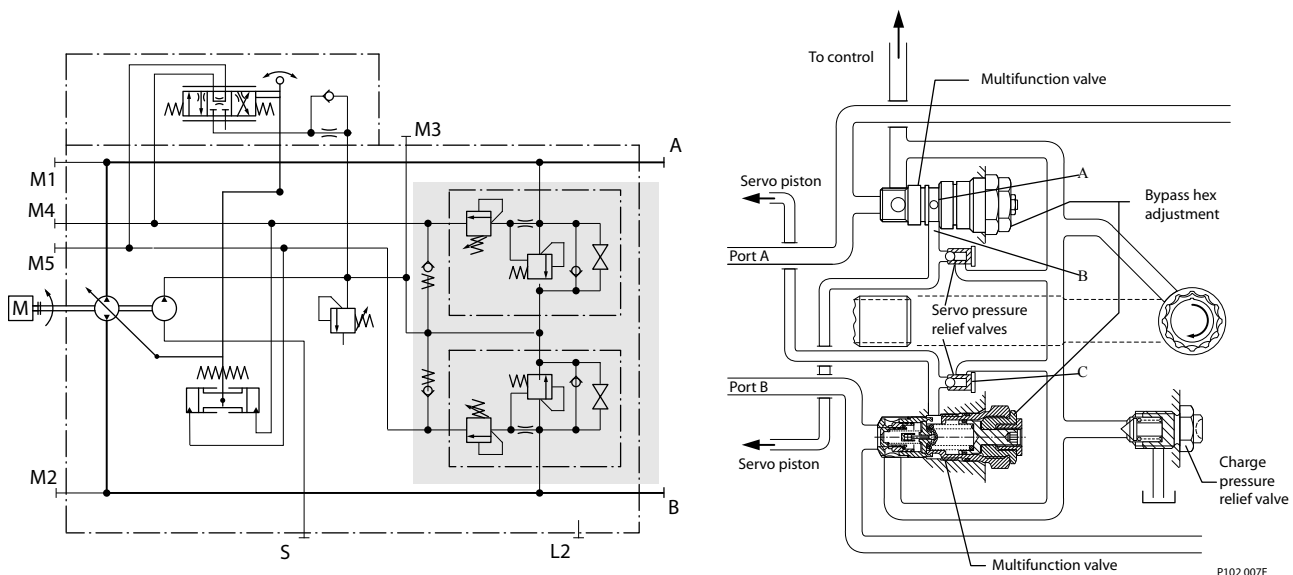 M3
A
M1
M4
M5
M
M2
B
S
L2
To control
Multifunction valve
Servo piston
A
Bypass hex
adjustment
Port A
B
Servo pressure
relief valves
C
Port B
Servo piston
Charge
pressure
relief valve
Multifunction valve
P102 007E